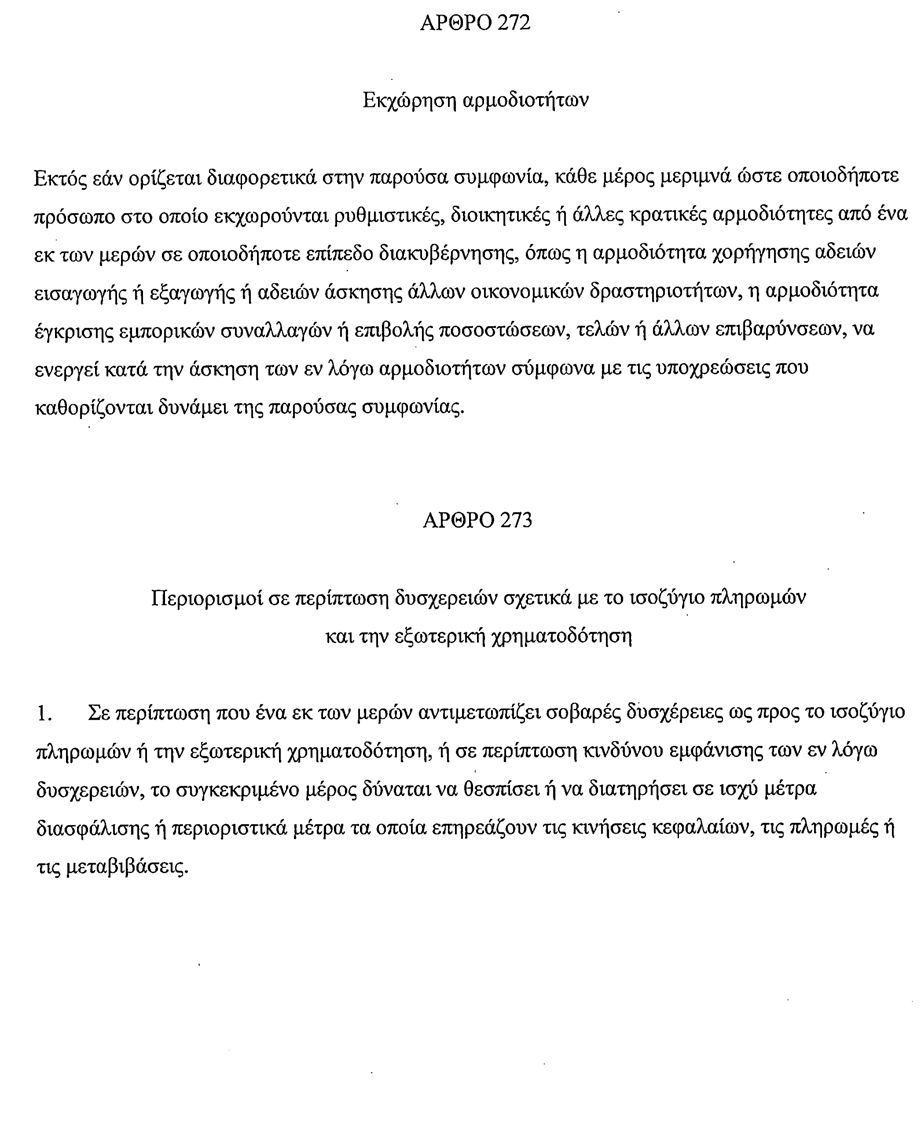 ΑΡΘΡΟ 272
Εκχώρηση αρμοδιοτήτων
Εκτός εάν ορίζεται διαφορετικά στην παρούσα συμφωνία, κάθε μέρος μεριμνά ώστε οποιοδήποτε
πρόσωπο στο οποίο εκχωρούνται ρυθμιστικές, διοικητικές ή άλλες κρατικές αρμοδιότητες από ένα
εκ των μερών σε οποιοδήποτε επίπεδο διακυβέρνησης, όπως η αρμοδιότητα χορήγησης αδειών
εισαγωγής ή εξαγωγής ή αδειών άσκησης άλλων οικονομικών δραστηριοτήτων, η αρμοδιότητα
έγκρισης εμπορικών συναλλαγών ή επιβολής ποσοστώσεων, τελών ή άλλων επιβαρύνσεων, να
ενεργεί κατά την άσκηση των εν λόγω αρμοδιοτήτων σύμφωνα με τις υποχρεώσεις που
καθορίζονται δυνάμει της παρούσας συμφωνίας.
ΑΡΘΡΟ 273
Περιορισμοί σε περίπτωση δυσχερειών σχετικά με το ισοζύγιο πληρωμών
και την εξωτερική χρηματοδότηση
1. Σε περίπτωση που ένα εκ των μερών αντιμετωπίζει σοβαρές δυσχέρειες ως προς το ισοζύγιο
πληρωμών ή την εξωτερική χρηματοδότηση, ή σε περίπτωση κινδύνου εμφάνισης των εν λόγω
δυσχερειών, το συγκεκριμένο μέρος δύναται να θεσπίσει ή να διατηρήσει σε ισχύ μέτρα
διασφάλισης ή περιοριστικά μέτρα τα οποία επηρεάζουν τις κινήσεις κεφαλαίων, τις πληρωμές ή
τις μεταβιβάσεις.